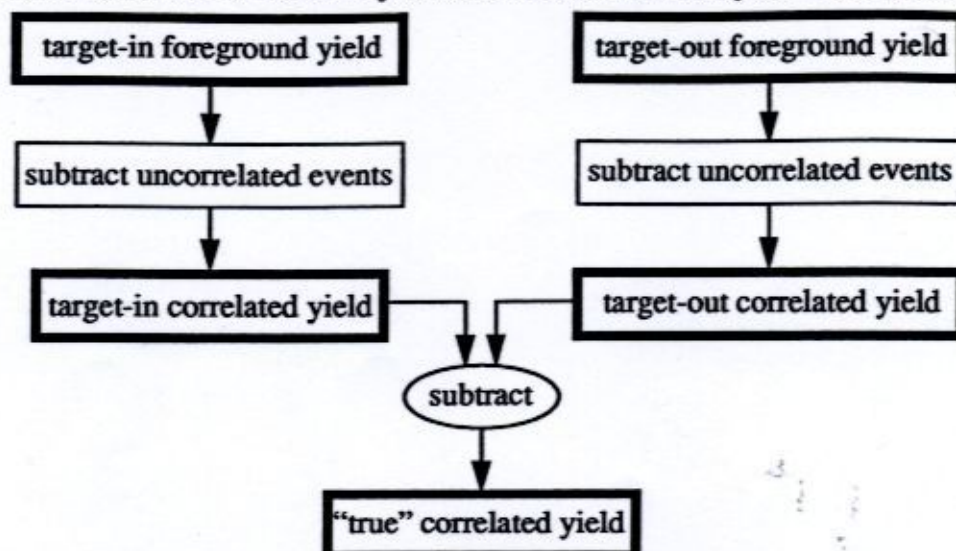 target-in foreground yield
target-out foreground yield
subtract uncorrelated events
subtract uncorrelated events
target-in correlated yield
target-out correlated yield
subtract
“true” correlated yield